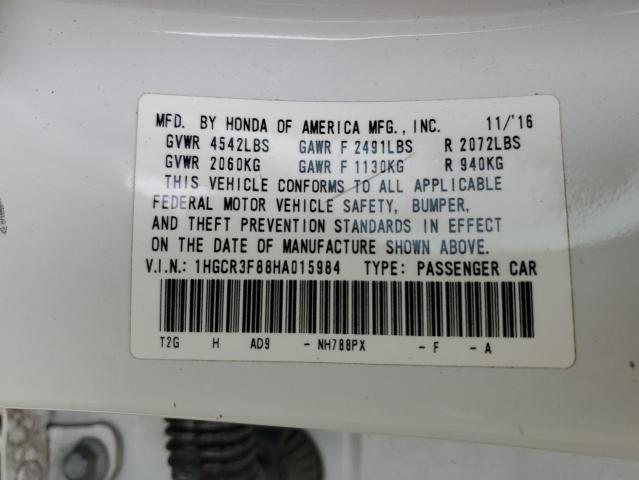 MFD. BY HONDA OF AMERICA MFG., INC. 11/'16
GVWR 4542LBS GAWR F 2491LBS R 2072LBS
GVWR 2060KG GAWR F 1130KG R 940KG
THIS VEHICLE CONFORMS TO ALL APPLICABLE
FEDERAL MOTOR VEHICLE SAFETY, BUMPER,
AND THEFT PREVENTION STANDARDS IN EFFECT
ON THE DATE OF MANUFACTURE SHOWN ABOVE.
V.I.N.: 1HGCR3F88HA015984 TYPE: PASSENGER CAR
T2G H AD9 - NH788PX - F - A